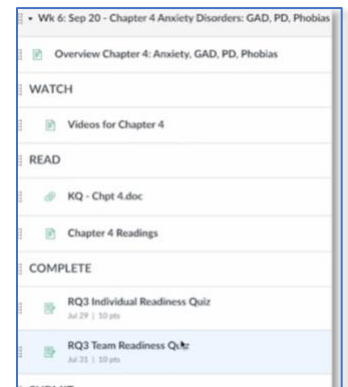 Wk 6: Sep 20 - Chapter 4 Anxiety Disorders: GAD, PD, Phobias
Overview Chapter 4: Anxiety, GAD, PD, Phobias
WATCH
Videos for Chapter 4
READ
KQ - Chpt 4.doc
Chapter 4 Readings
COMPLETE
RQ3 Individual Readiness Quiz
Jul 29 | 10 pts
RQ3 Team Readiness Quiz
Jul 31 | 10 pts